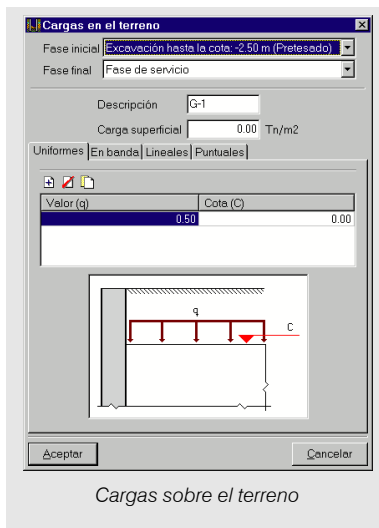 Cargas en el terreno
Fase inicial Excavación hasta la cota: -2.50 m (Pretesado)
Fase final Fase de servicio
Descripción G-1
Carga superficial 0.00 Tn/m2
Uniformes En banda Lineales Puntuales
Valor (q) Cota (C)
0.50 0.00
q
C
Aceptar Cancelar
Cargas sobre el terreno